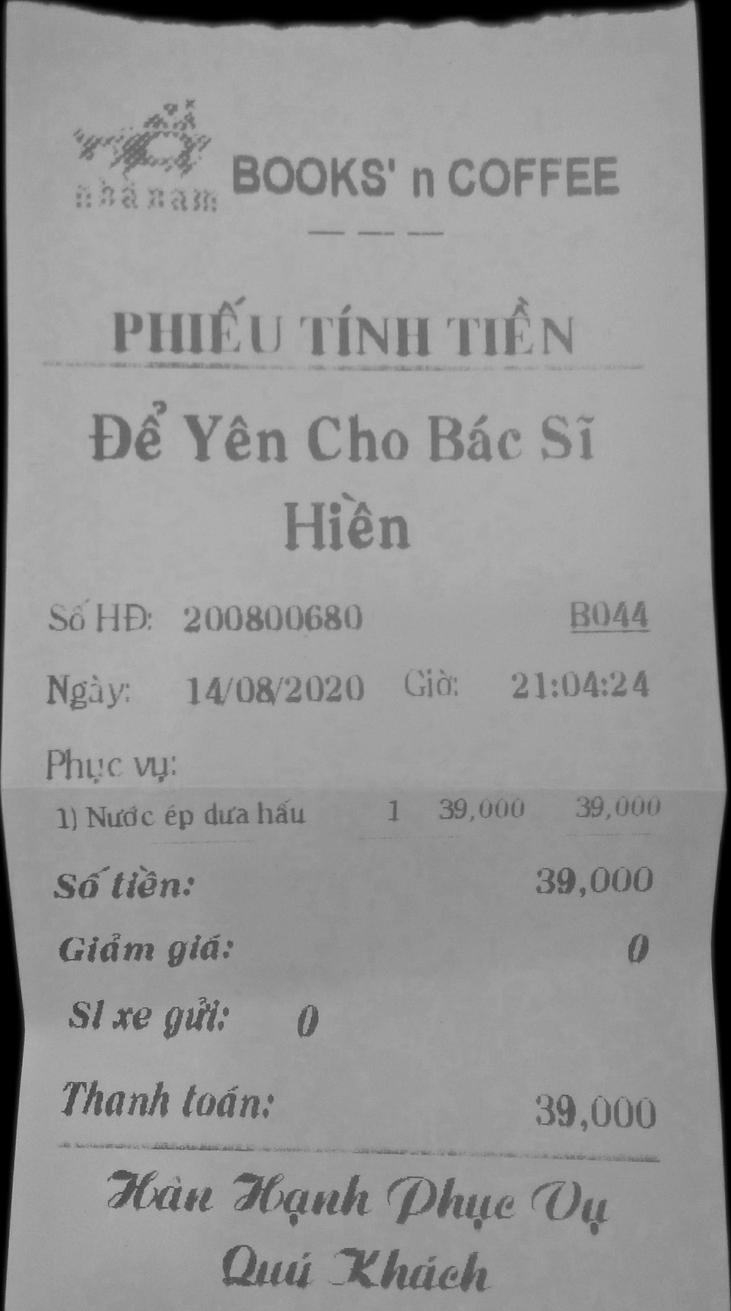 nhã nam BOOKS' n COFFEE
PHIẾU TÍNH TIỀN
Để Yên Cho Bác Sĩ
Hiền
Số HĐ: 200800680 B044
Ngày: 14/08/2020 Giờ: 21:04:24
Phục vụ:
1) Nước ép dưa hấu 1 39,000 39,000
Số tiền: 39,000
Giảm giá: 0
Sl xe gửi: 0
Thanh toán: 39,000
Hân Hạnh Phục Vụ
Quý Khách